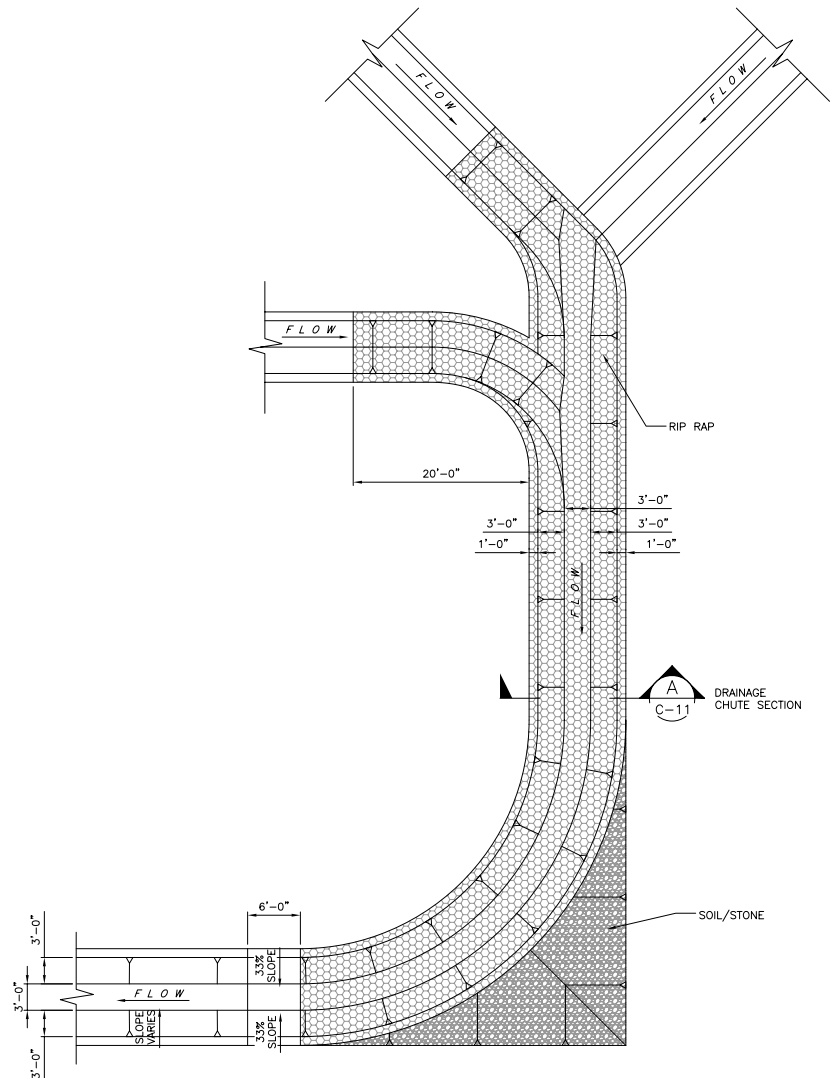 FLOW
FLOW
FLOW
RIP RAP
20'-0"
3'-0"
3'-0"
3'-0"
1'-0"
1'-0"
FLOW
A
C-11
DRAINAGE
CHUTE SECTION
6'-0"
SOIL/STONE
3'-0"
33%
SLOPE
FLOW
3'-0"
SLOPE
VARIES
33%
SLOPE
3'-0"